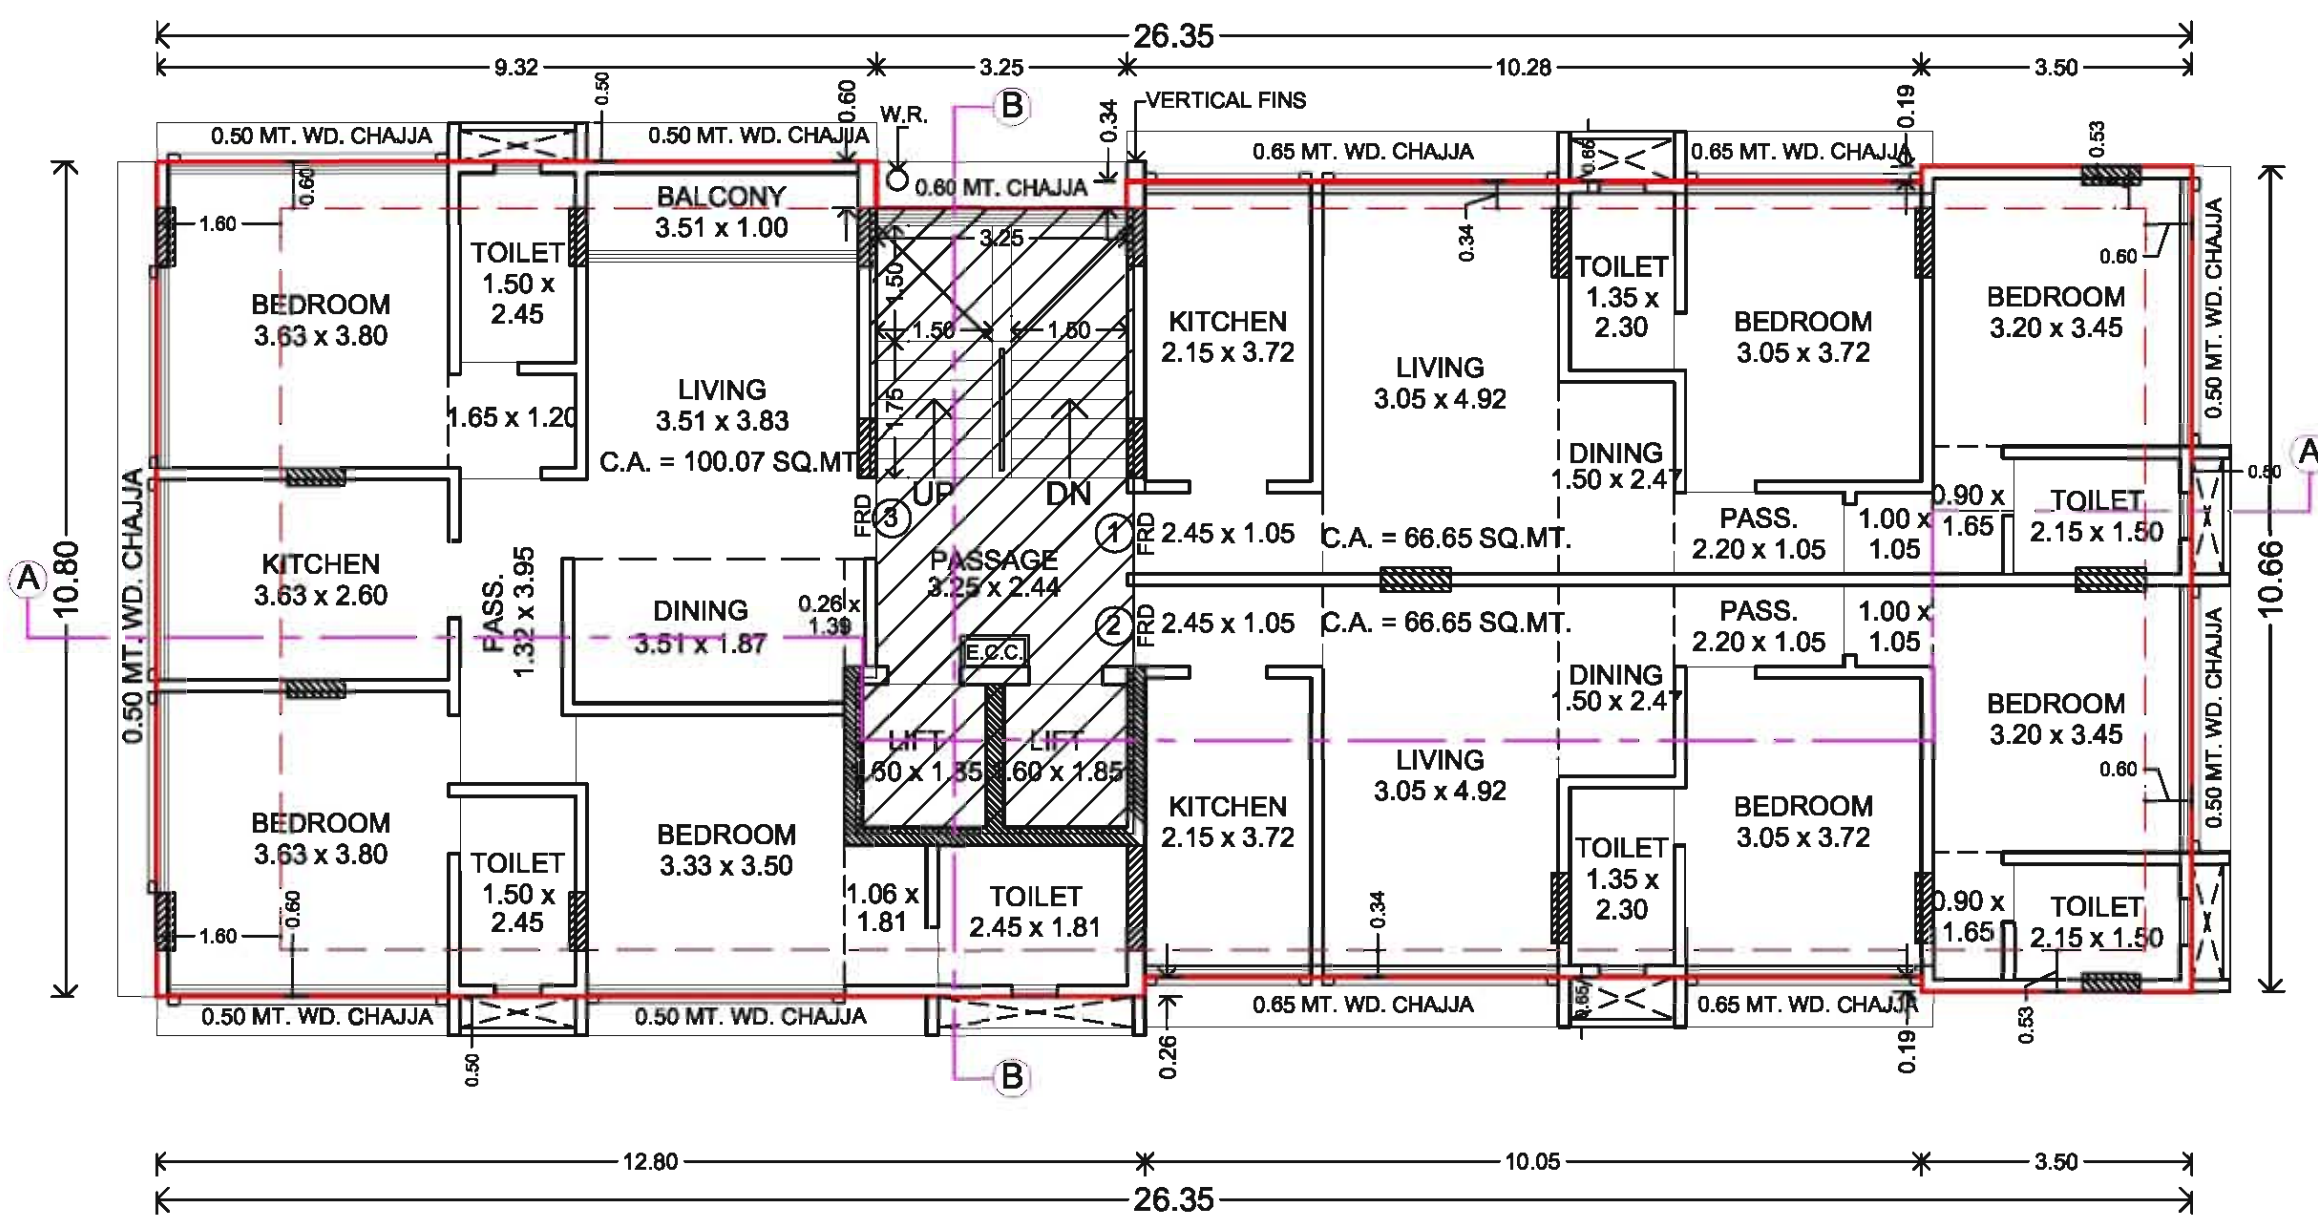 26.35
9.32
3.25
10.28
3.50
0.50
0.60
W.R.
B
0.34
VERTICAL FINS
0.19
0.53
0.50 MT. WD. CHAJJA
0.50 MT. WD. CHAJJA
0.60 MT. CHAJJA
0.65 MT. WD. CHAJJA
0.65
0.65 MT. WD. CHAJJA
0.60
1.60
BALCONY
3.51 x 1.00
TOILET
1.50 x
2.45
BEDROOM
3.63 x 3.80
LIVING
3.51 x 3.83
1.65 x 1.20
C.A. = 100.07 SQ.MT
3.25
1.50
1.50
1.50
1.75
UP
DN
FRD
3
1
FRD
KITCHEN
2.15 x 3.72
LIVING
3.05 x 4.92
0.34
TOILET
1.35 x
2.30
BEDROOM
3.05 x 3.72
BEDROOM
3.20 x 3.45
0.60
0.50 MT. WD. CHAJJA
DINING
1.50 x 2.47
2.45 x 1.05
C.A. = 66.65 SQ.MT.
PASS.
2.20 x 1.05
1.00 x
1.05
0.90 x
1.65
TOILET
2.15 x 1.50
0.50
A
10.80
0.50 MT. WD. CHAJJA
A
KITCHEN
3.63 x 2.60
PASS.
1.32 x 3.95
DINING
3.51 x 1.87
0.26 x
1.39
PASSAGE
3.25 x 2.44
E.C.C.
2
FRD
2.45 x 1.05
C.A. = 66.65 SQ.MT.
PASS.
2.20 x 1.05
1.00 x
1.05
10.66
DINING
.50 x 2.47
BEDROOM
3.20 x 3.45
0.60
0.50 MT. WD. CHAJJA
LIFT
LIFT
.60 x 1.85
KITCHEN
2.15 x 3.72
LIVING
3.05 x 4.92
BEDROOM
3.05 x 3.72
TOILET
1.35 x
2.30
BEDROOM
3.63 x 3.80
TOILET
1.50 x
2.45
BEDROOM
3.33 x 3.50
1.06 x
1.81
TOILET
2.45 x 1.81
0.90 x
1.65
TOILET
2.15 x 1.50
1.60
0.60
0.34
0.50 MT. WD. CHAJJA
0.50 MT. WD. CHAJJA
0.65 MT. WD. CHAJJA
0.65
0.65 MT. WD. CHAJJA
0.50
B
0.26
0.19
0.53
12.80
10.05
3.50
26.35